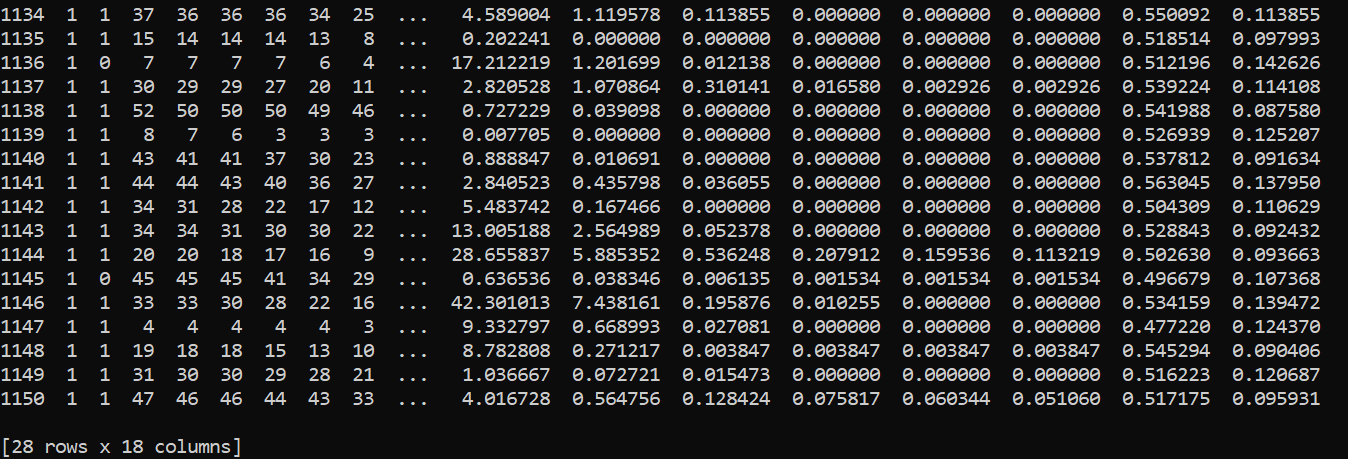 1134 1 1 37 36 36 36 34 25 ... 4.589004 1.119578 0.113855 0.000000 0.000000 0.000000 0.550092 0.113855
1135 1 1 15 14 14 14 13 8 ... 0.202241 0.000000 0.000000 0.000000 0.000000 0.000000 0.518514 0.097993
1136 1 0 7 7 7 7 6 4 ... 17.212219 1.201699 0.012138 0.000000 0.000000 0.000000 0.512196 0.142626
1137 1 1 30 29 29 27 20 11 ... 2.820528 1.070864 0.310141 0.016580 0.002926 0.002926 0.539224 0.114108
1138 1 1 52 50 50 50 49 46 ... 0.727229 0.039098 0.000000 0.000000 0.000000 0.000000 0.541988 0.087580
1139 1 1 8 7 6 3 3 3 ... 0.007705 0.000000 0.000000 0.000000 0.000000 0.000000 0.526939 0.125207
1140 1 1 43 41 41 37 30 23 ... 0.888847 0.010691 0.000000 0.000000 0.000000 0.000000 0.537812 0.091634
1141 1 1 44 44 43 40 36 27 ... 2.840523 0.435798 0.036055 0.000000 0.000000 0.000000 0.563045 0.137950
1142 1 1 34 31 28 22 17 12 ... 5.483742 0.167466 0.000000 0.000000 0.000000 0.000000 0.504309 0.110629
1143 1 1 34 34 31 30 30 22 ... 13.005188 2.564989 0.052378 0.000000 0.000000 0.000000 0.528843 0.092432
1144 1 1 20 20 18 17 16 9 ... 28.655837 5.885352 0.536248 0.207912 0.159536 0.113219 0.502630 0.093663
1145 1 0 45 45 45 41 34 29 ... 0.636536 0.038346 0.006135 0.001534 0.001534 0.001534 0.496679 0.107368
1146 1 1 33 33 30 28 22 16 ... 42.301013 7.438161 0.195876 0.010255 0.000000 0.000000 0.534159 0.139472
1147 1 1 4 4 4 4 4 3 ... 9.332797 0.668993 0.027081 0.000000 0.000000 0.000000 0.477220 0.124370
1148 1 1 19 18 18 15 13 10 ... 8.782808 0.271217 0.003847 0.003847 0.003847 0.003847 0.545294 0.090406
1149 1 1 31 30 30 29 28 21 ... 1.036667 0.072721 0.015473 0.000000 0.000000 0.000000 0.516223 0.120687
1150 1 1 47 46 46 44 43 33 ... 4.016728 0.564756 0.128424 0.075817 0.060344 0.051060 0.517175 0.095931
[28 rows x 18 columns]